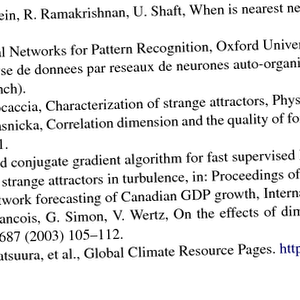 ein, R. Ramakrishnan, U. Shaft, When is nearest ne
al Networks for Pattern Recognition, Oxford Univer
se de donnees par reseaux de neurones auto-organi
nch).
caccia, Characterization of strange attractors, Phys
asnicka, Correlation dimension and the quality of fo
1.
d conjugate gradient algorithm for fast supervised
strange attractors in turbulence, in: Proceedings of
twork forecasting of Canadian GDP growth, Interna
ancois, G. Simon, V. Wertz, On the effects of dim
687 (2003) 105–112.
atsuura, et al., Global Climate Resource Pages. http